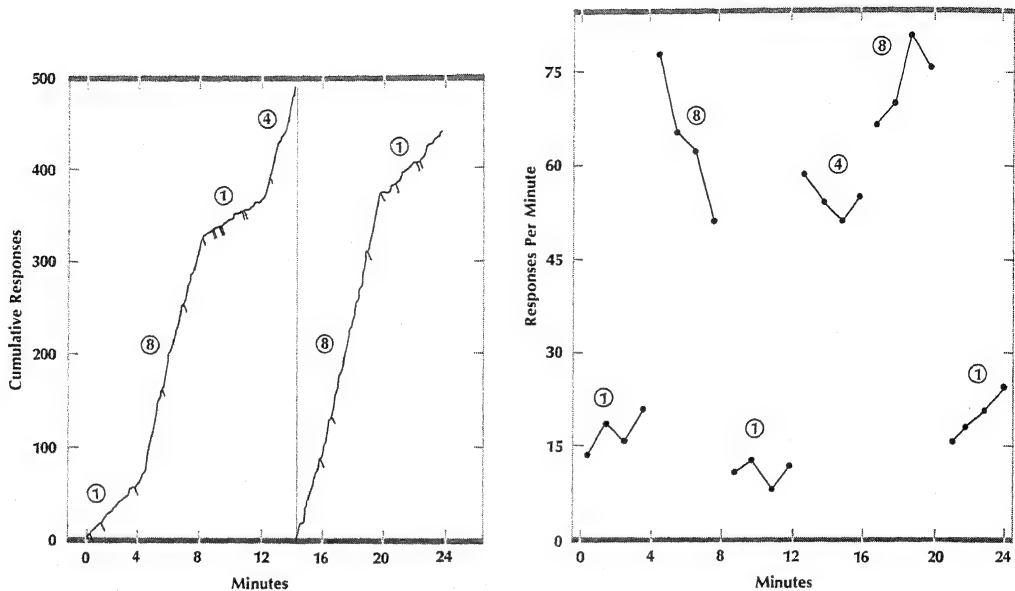 500
400
300
200
100
0
Cumulative Responses
0 4 8 12 16 20 24
Minutes
① ⑧ ① ④ ⑧ ①
75
60
45
30
15
0
Responses Per Minute
0 4 8 12 16 20 24
Minutes
① ⑧ ① ④ ⑧ ①